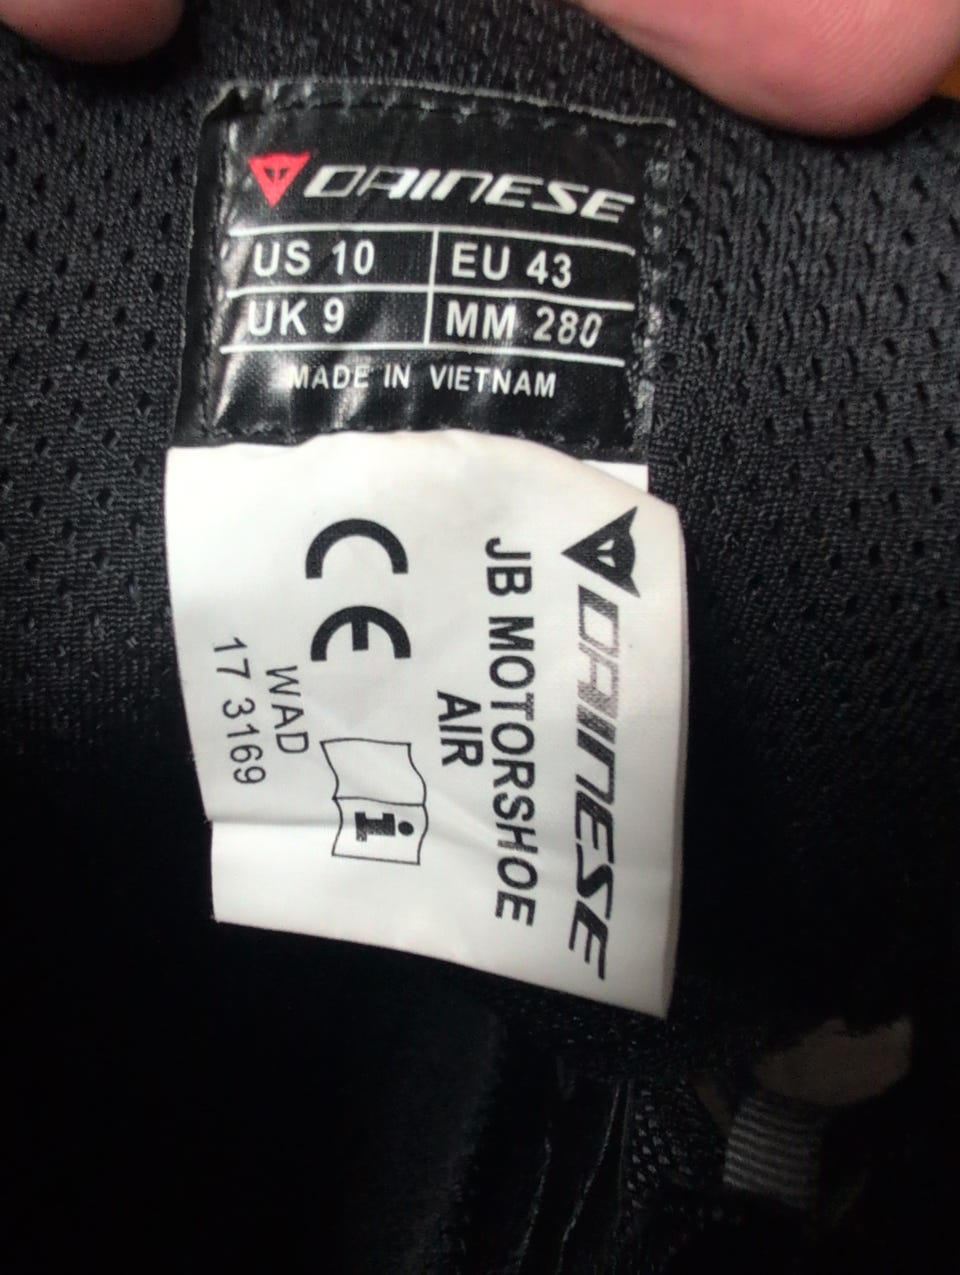 DAINESE
US 10 EU 43
UK 9 MM 280
MADE IN VIETNAM
DAINESE
JB MOTORSHOE
AIR
CE
i
WAD
17 3169